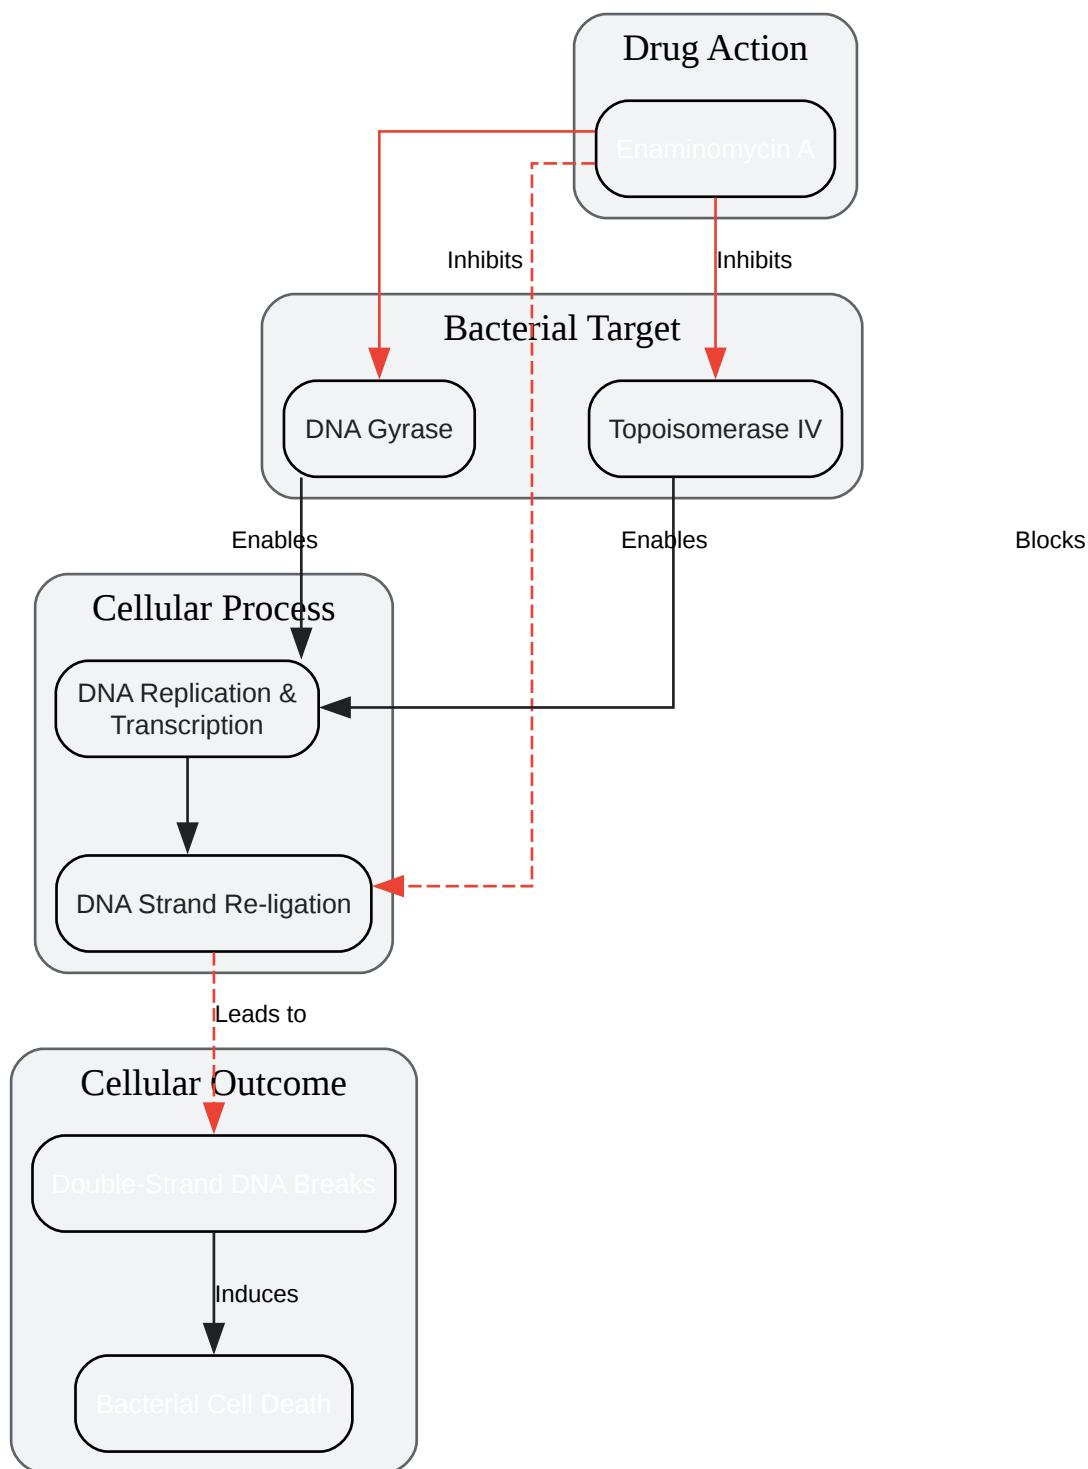 Drug Action
Enaminomycin A
Inhibits
Inhibits
Bacterial Target
DNA Gyrase
Topoisomerase IV
Enables
Enables
Blocks
Cellular Process
DNA Replication &
Transcription
DNA Strand Re-ligation
Leads to
Cellular Outcome
Double-Strand DNA Breaks
Induces
Bacterial Cell Death